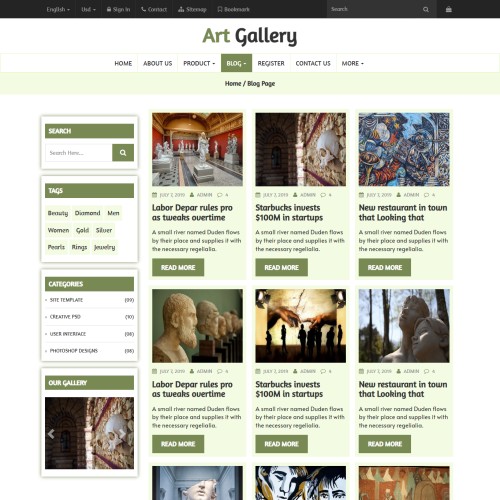 English Usd Sign In Contact Sitemap Bookmark Search
Art Gallery
HOME ABOUT US PRODUCT BLOG REGISTER CONTACT US MORE
Home / Blog Page
SEARCH
Search Here...
TAGS
Beauty Diamond Men
Women Gold Silver
Pearls Rings Jewelry
CATEGORIES
SITE TEMPLATE (09)
CREATIVE PSD (10)
USER INTERFACE (08)
PHOTOSHOP DESIGNS (08)
OUR GALLERY
JULY 2, 2019 ADMIN 4
Labor Depar rules pro
as tweaks overtime
A small river named Duden flows
by their place and supplies it with
the necessary regelialia.
READ MORE
JULY 2, 2019 ADMIN 4
Starbucks invests
$100M in startups
A small river named Duden flows
by their place and supplies it with
the necessary regelialia.
READ MORE
JULY 2, 2019 ADMIN 4
New restaurant in town
that Looking that
A small river named Duden flows
by their place and supplies it with
the necessary regelialia.
READ MORE
JULY 2, 2019 ADMIN 4
Labor Depar rules pro
as tweaks overtime
A small river named Duden flows
by their place and supplies it with
the necessary regelialia.
READ MORE
JULY 2, 2019 ADMIN 4
Starbucks invests
$100M in startups
A small river named Duden flows
by their place and supplies it with
the necessary regelialia.
READ MORE
JULY 2, 2019 ADMIN 4
New restaurant in town
that Looking that
A small river named Duden flows
by their place and supplies it with
the necessary regelialia.
READ MORE